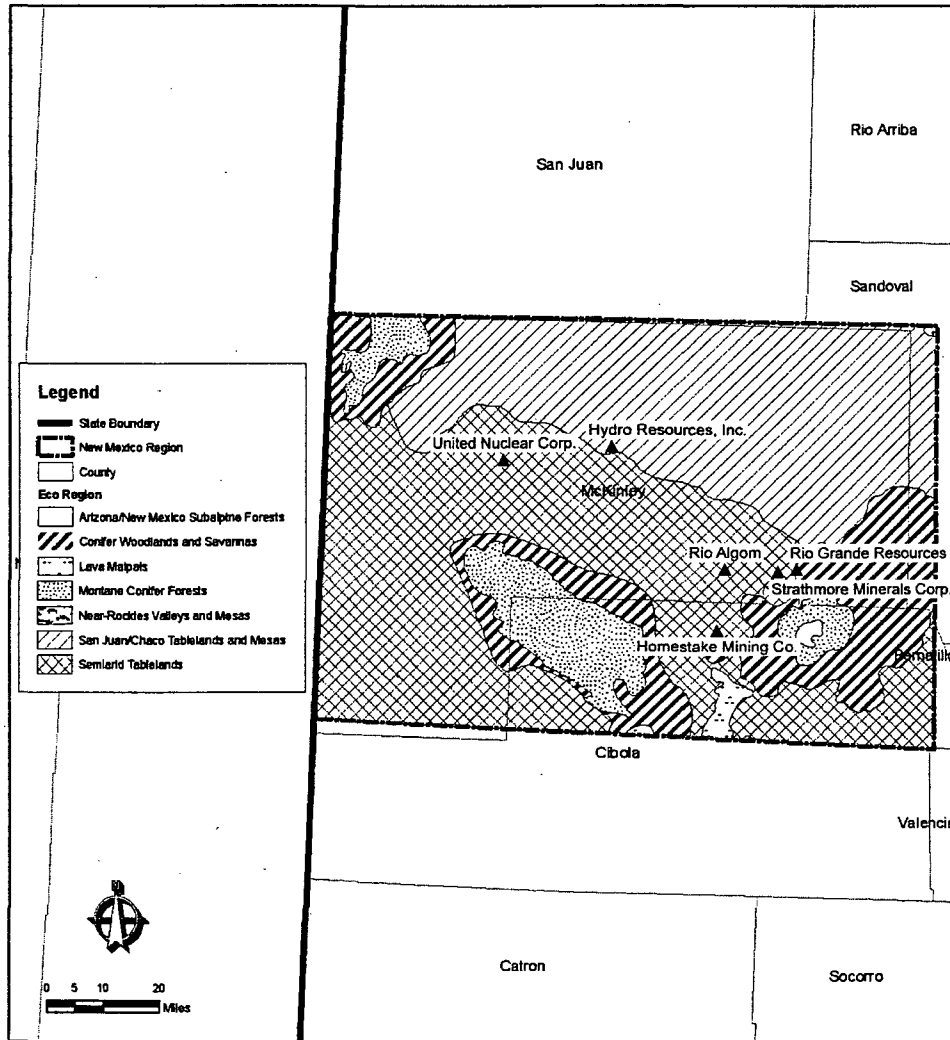 Rio Arriba
San Juan
Sandoval
Legend
State Boundary
New Mexico Region
County
Eco Region
Arizona/New Mexico Subalpine Forests
Conifer Woodlands and Savannas
Lava Malpais
Montane Conifer Forests
Near-Rockies Valleys and Mesas
San Juan/Chaco Tablelands and Mesas
Semiarid Tablelands
United Nuclear Corp.
Hydro Resources, Inc.
McKinley
Rio Algom
Rio Grande Resources
Strathmore Minerals Corp.
Homestake Mining Co.
Bernalillo
Cibola
Valencia
Catron
Socorro
N
0 5 10 20
Miles